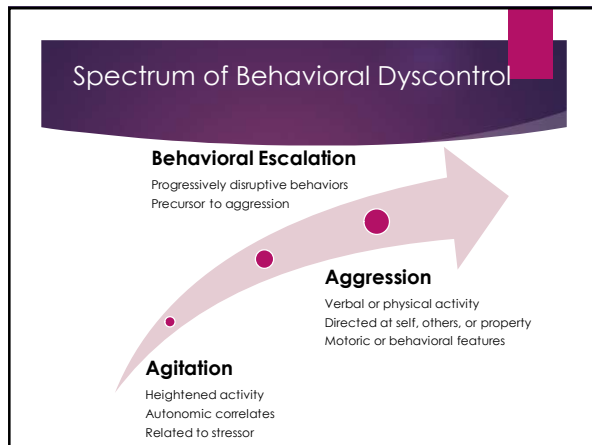 Spectrum of Behavioral Dyscontrol
Behavioral Escalation
Progressively disruptive behaviors
Precursor to aggression
Aggression
Verbal or physical activity
Directed at self, others, or property
Motoric or behavioral features
Agitation
Heightened activity
Autonomic correlates
Related to stressor